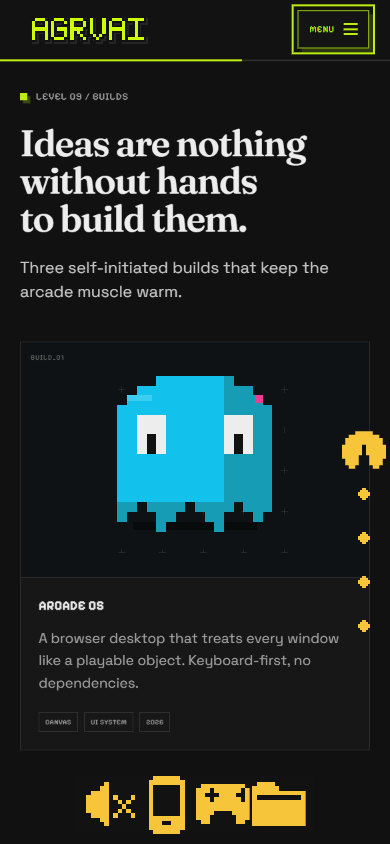 AGRVAI
MENU
LEVEL 09 / BUILDS
Ideas are nothing
without hands
to build them.
Three self-initiated builds that keep the
arcade muscle warm.
BUILD_01
ARCADE OS
A browser desktop that treats every window
like a playable object. Keyboard-first, no
dependencies.
CANVAS
UI SYSTEM
2026